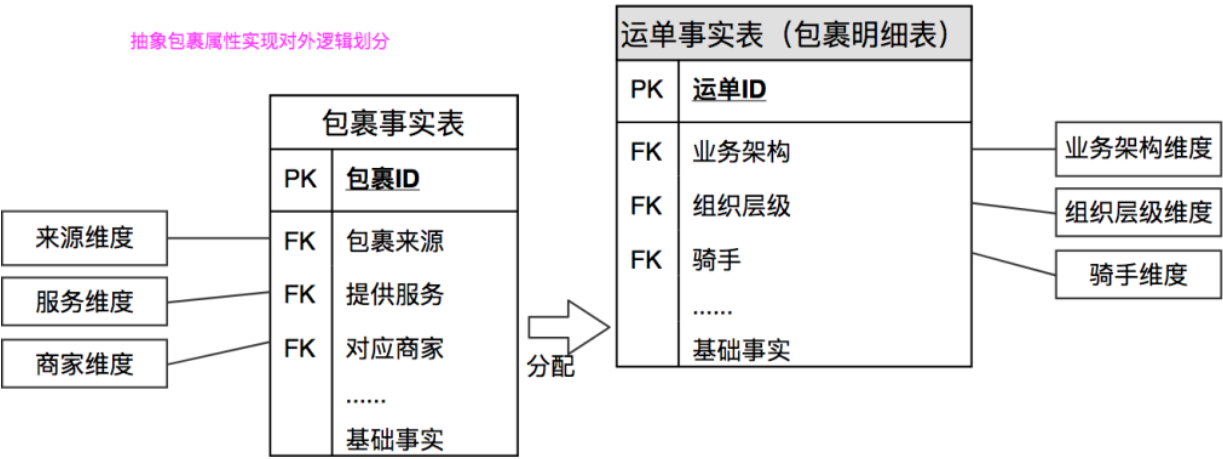 抽象包裹属性实现对外逻辑划分
包裹事实表
PK 包裹ID
FK 包裹来源
FK 提供服务
FK 对应商家
......
基础事实
来源维度
服务维度
商家维度
分配
运单事实表（包裹明细表）
PK 运单ID
FK 业务架构
FK 组织层级
FK 骑手
......
基础事实
业务架构维度
组织层级维度
骑手维度